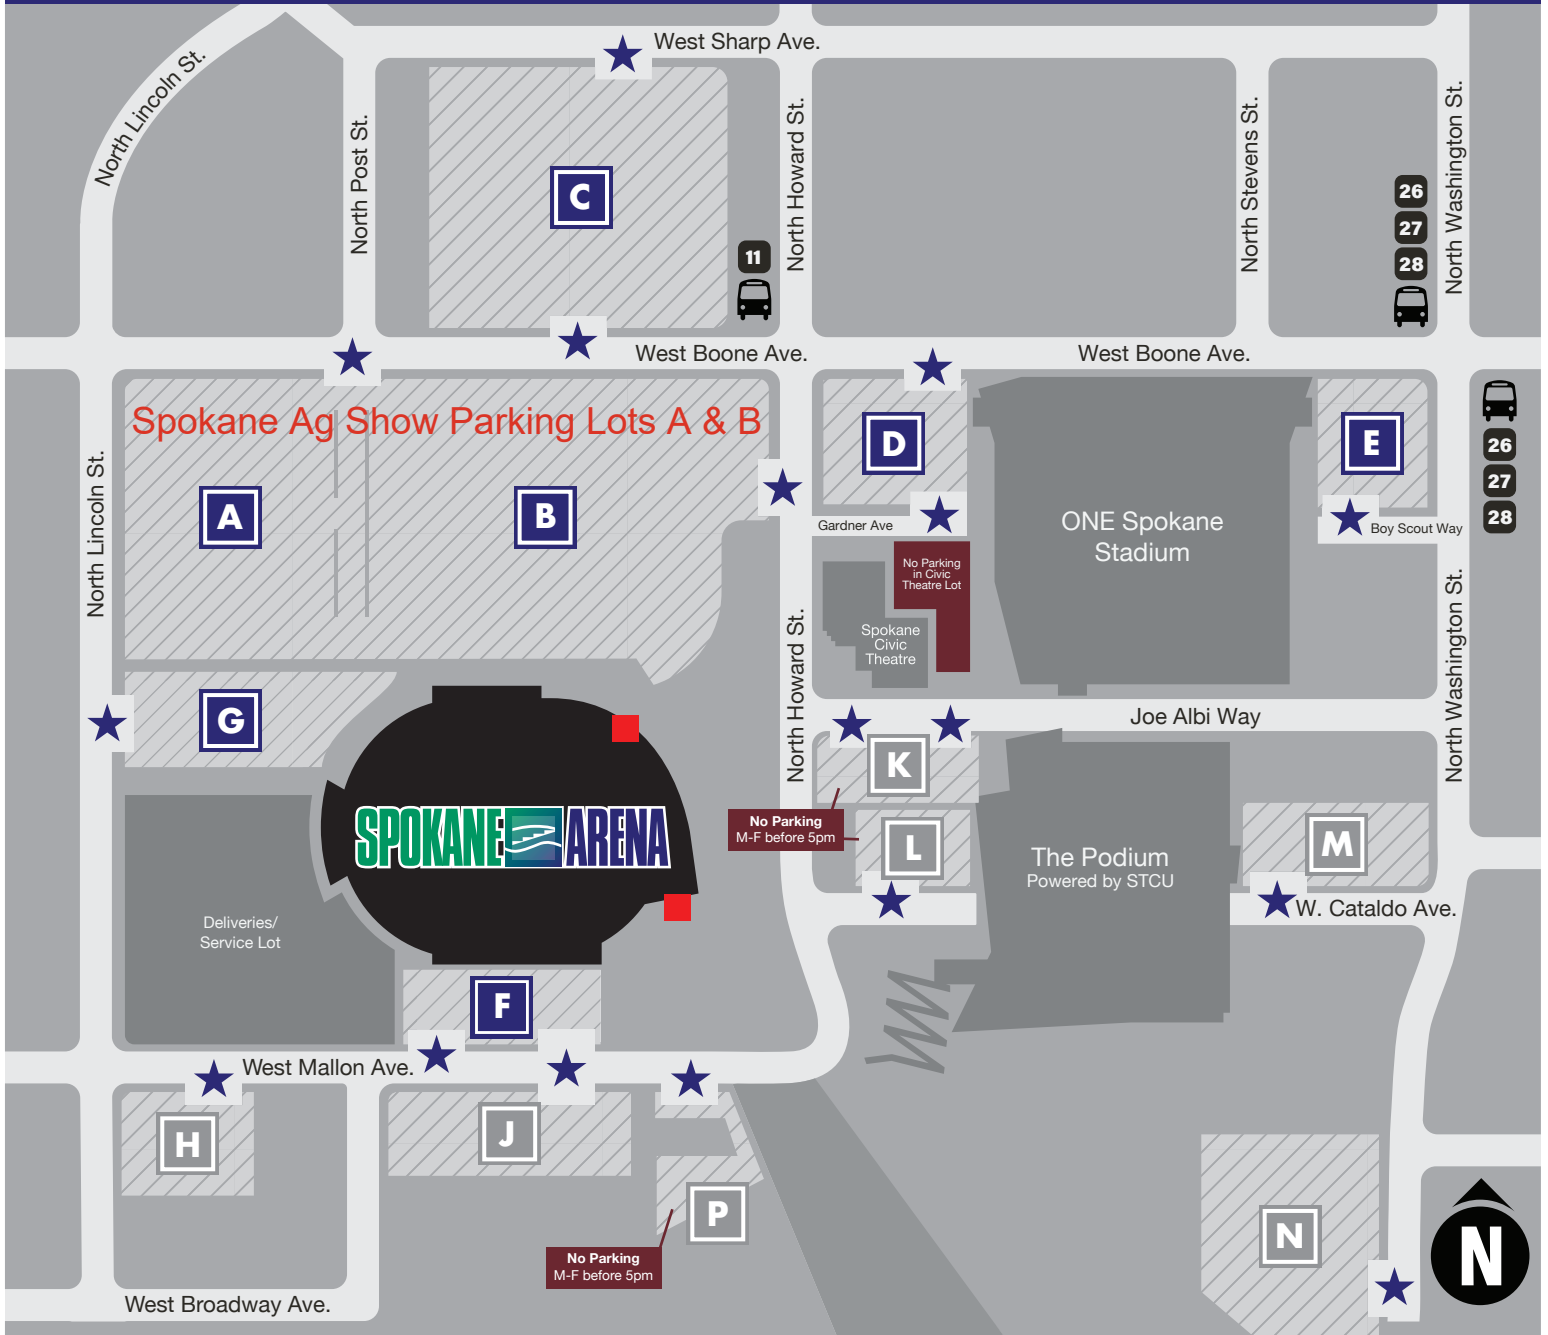 West Sharp Ave.
North Lincoln St.
North Post St.
North Howard St.
North Stevens St.
North Washington St.
C
11
26
27
28
West Boone Ave.
West Boone Ave.
Spokane Ag Show Parking Lots A & B
A
B
D
E
26
27
28
North Lincoln St.
Gardner Ave
Boy Scout Way
ONE Spokane
Stadium
No Parking
in Civic
Theatre Lot
Spokane
Civic
Theatre
North Howard St.
North Washington St.
G
Joe Albi Way
K
No Parking
M-F before 5pm
L
SPOKANE ARENA
The Podium
Powered by STCU
M
W. Cataldo Ave.
Deliveries/
Service Lot
F
West Mallon Ave.
H
J
P
No Parking
M-F before 5pm
N
N
West Broadway Ave.